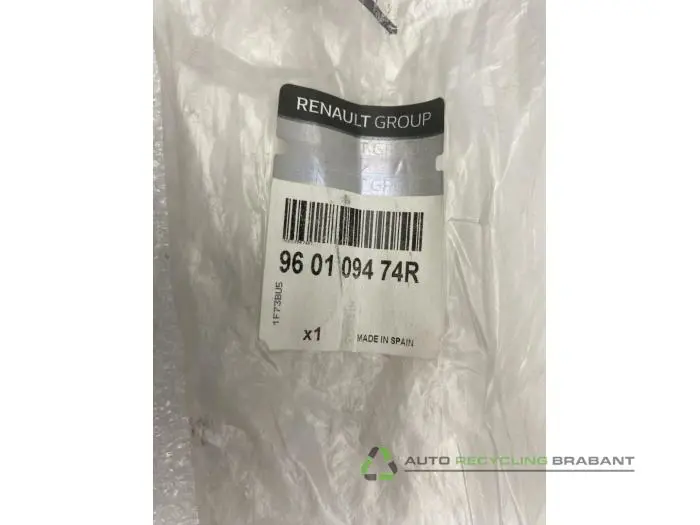 RENAULT GROUP
96 01 094 74R
1F73BU5
x1
MADE IN SPAIN
AUTO RECYCLING BRABANT